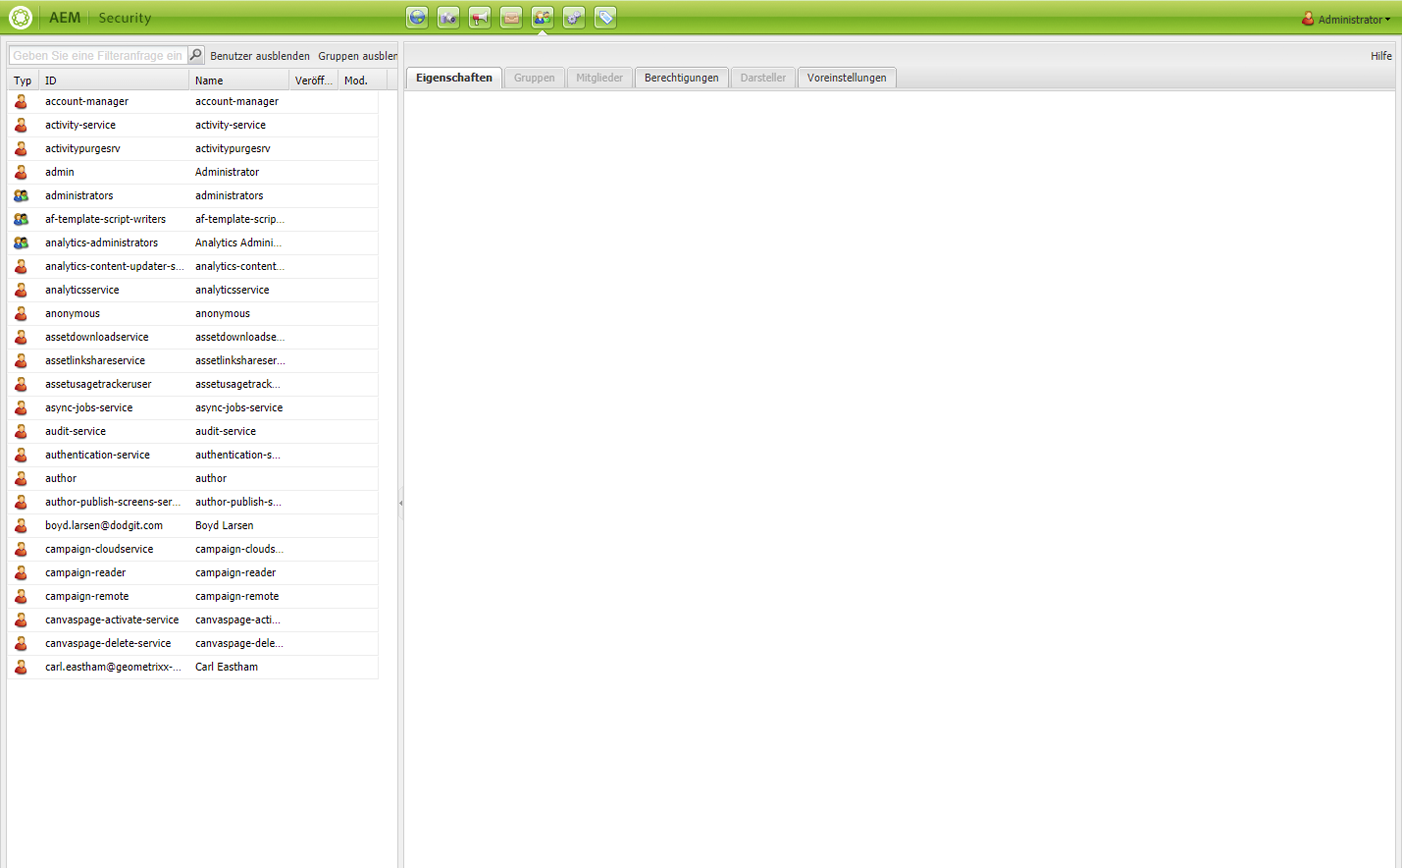 AEM Security Administrator
Geben Sie eine Filteranfrage ein Benutzer ausblenden Gruppen ausblen
Hilfe
Eigenschaften Gruppen Mitglieder Berechtigungen Darsteller Voreinstellungen
Typ ID Name Veröff... Mod.
account-manager account-manager
activity-service activity-service
activitypurgesrv activitypurgesrv
admin Administrator
administrators administrators
af-template-script-writers af-template-scrip...
analytics-administrators Analytics Admini...
analytics-content-updater-s... analytics-content...
analyticsservice analyticsservice
anonymous anonymous
assetdownloadservice assetdownloadse...
assetlinkshareservice assetlinkshareser...
assetusagetrackeruser assetusagetrack...
async-jobs-service async-jobs-service
audit-service audit-service
authentication-service authentication-s...
author author
author-publish-screens-ser... author-publish-s...
boyd.larsen@dodgit.com Boyd Larsen
campaign-cloudservice campaign-clouds...
campaign-reader campaign-reader
campaign-remote campaign-remote
canvaspage-activate-service canvaspage-acti...
canvaspage-delete-service canvaspage-dele...
carl.eastham@geometrixx-... Carl Eastham